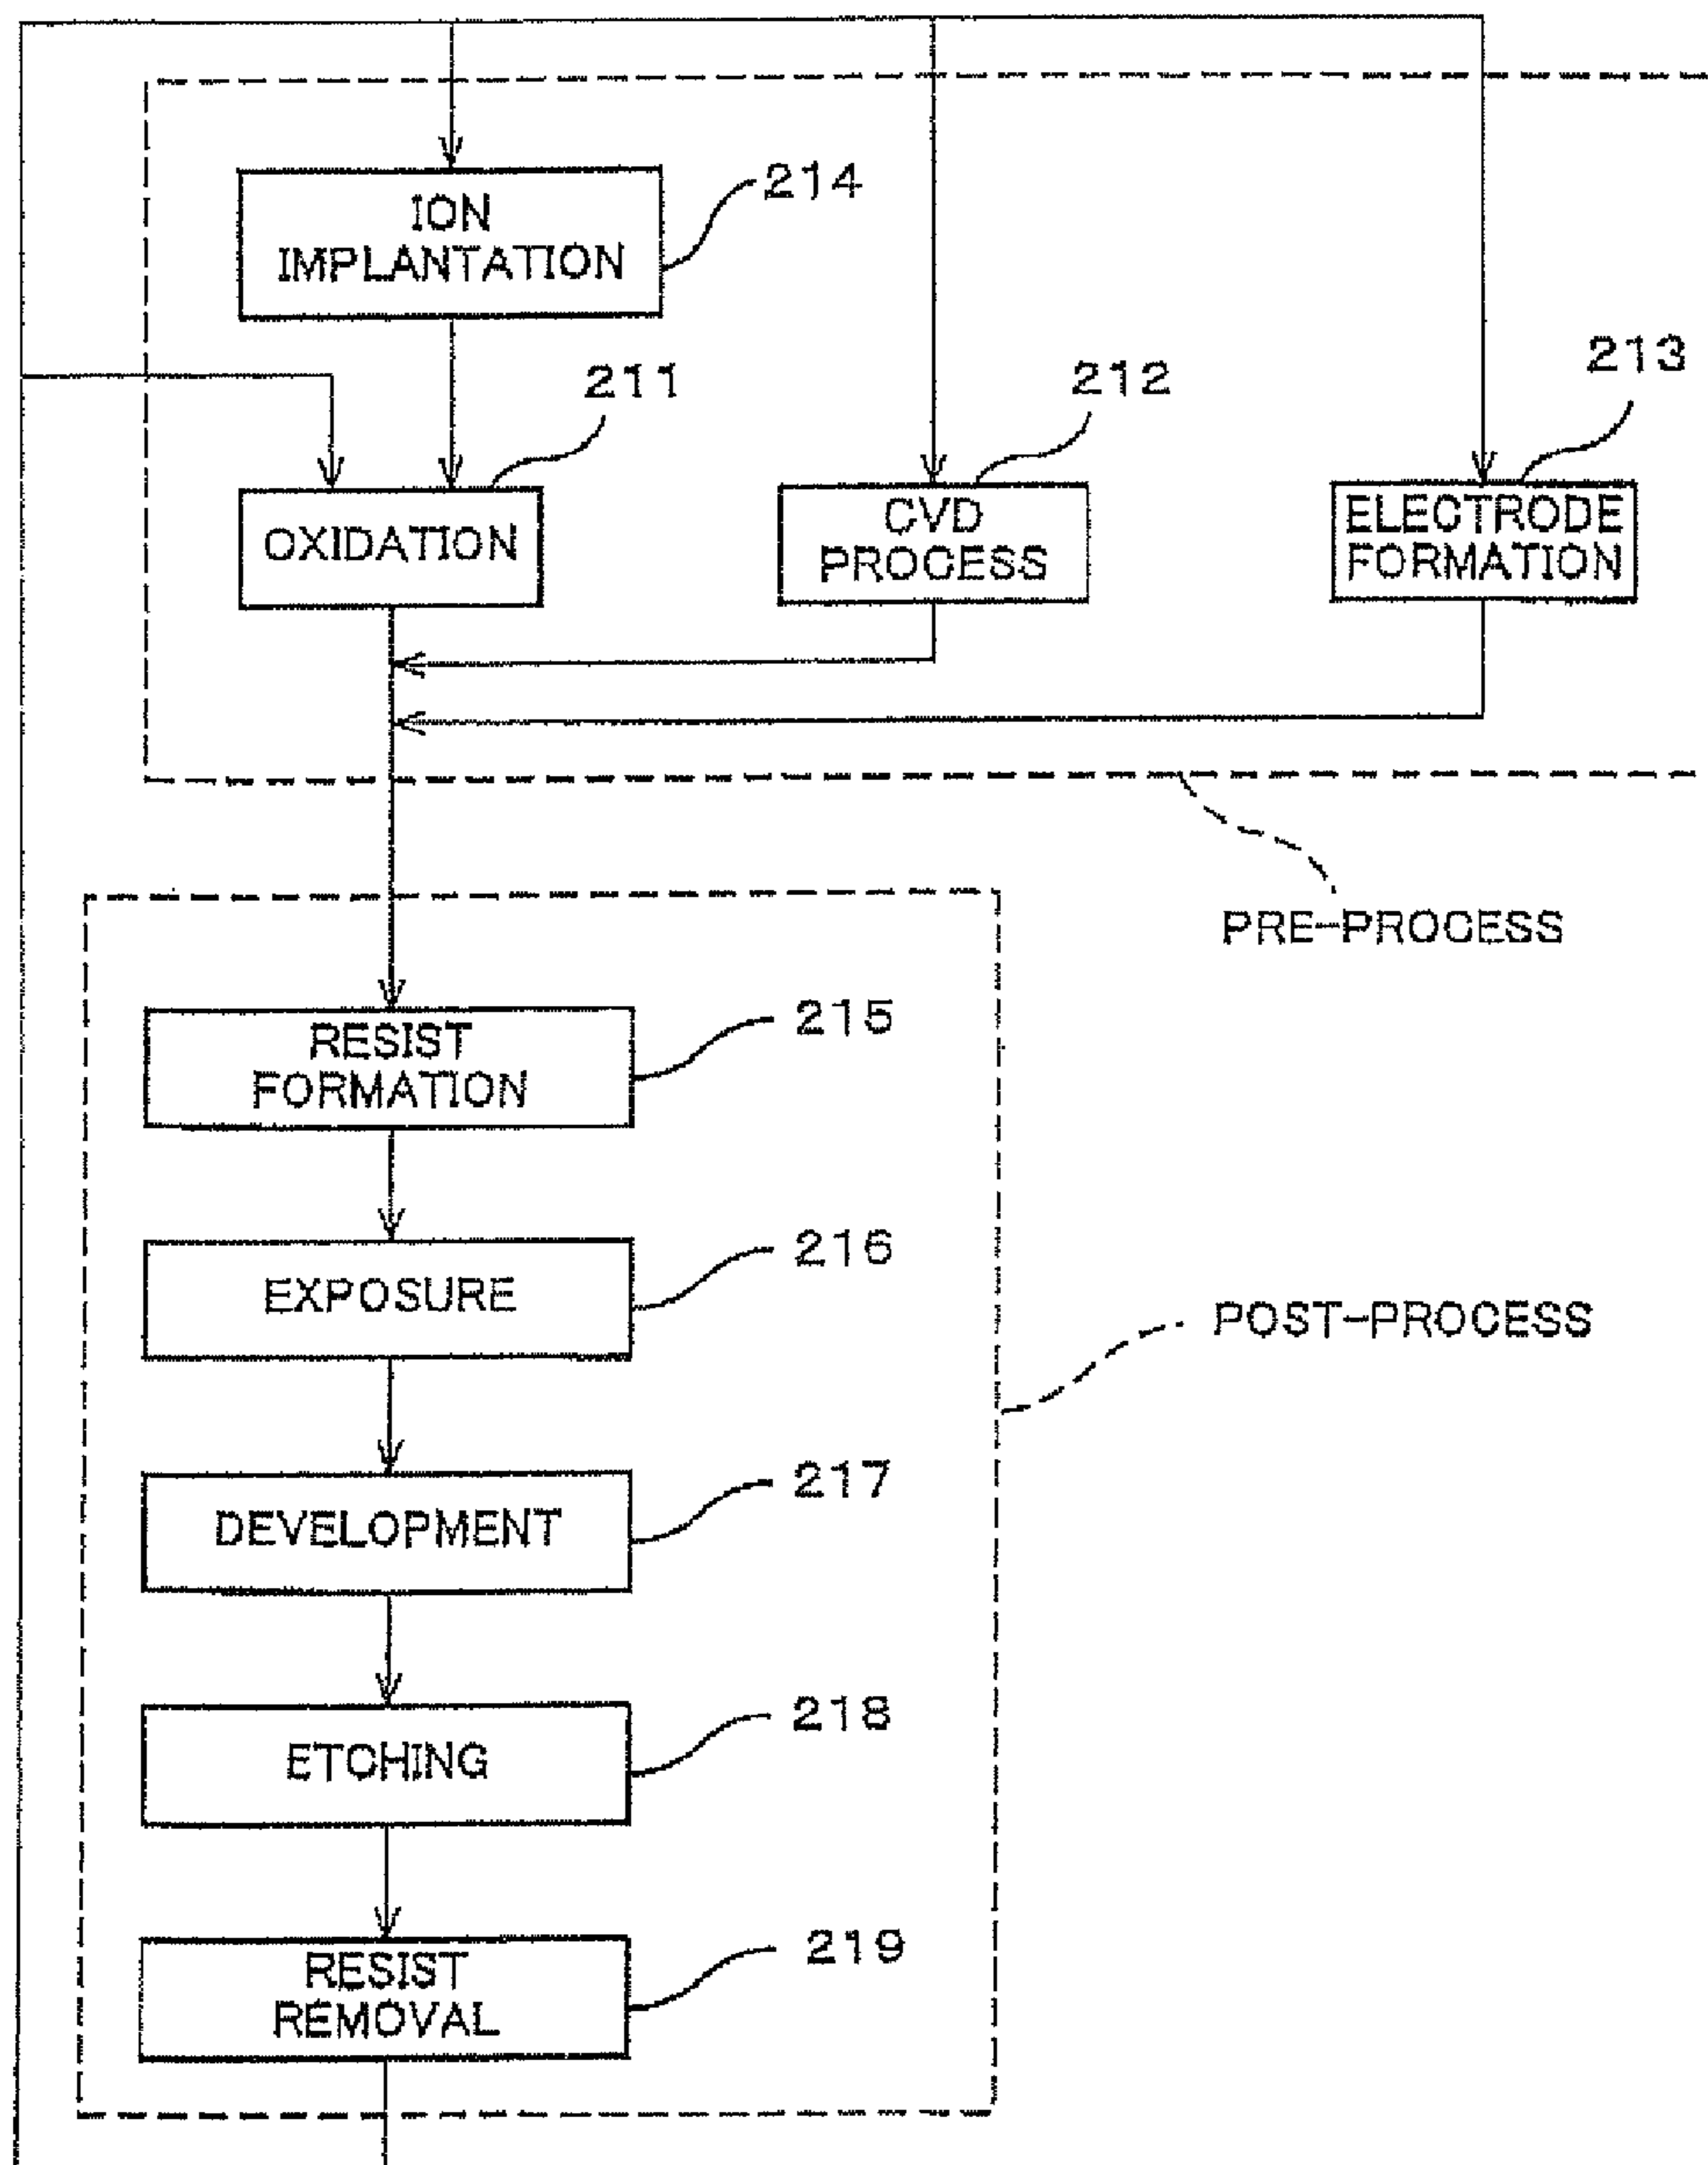 214
ION
IMPLANTATION
211
212
213
OXIDATION
CVD
PROCESS
ELECTRODE
FORMATION
PRE-PROCESS
215
RESIST
FORMATION
216
EXPOSURE
POST-PROCESS
217
DEVELOPMENT
218
ETCHING
219
RESIST
REMOVAL